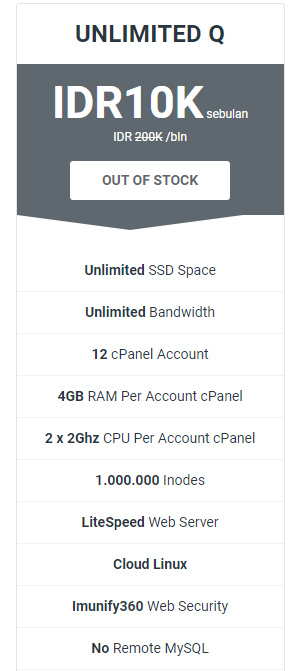 UNLIMITED Q
IDR10K sebulan
IDR 200K /bln
OUT OF STOCK
Unlimited SSD Space
Unlimited Bandwidth
12 cPanel Account
4GB RAM Per Account cPanel
2 x 2Ghz CPU Per Account cPanel
1.000.000 Inodes
LiteSpeed Web Server
Cloud Linux
Imunify360 Web Security
No Remote MySQL